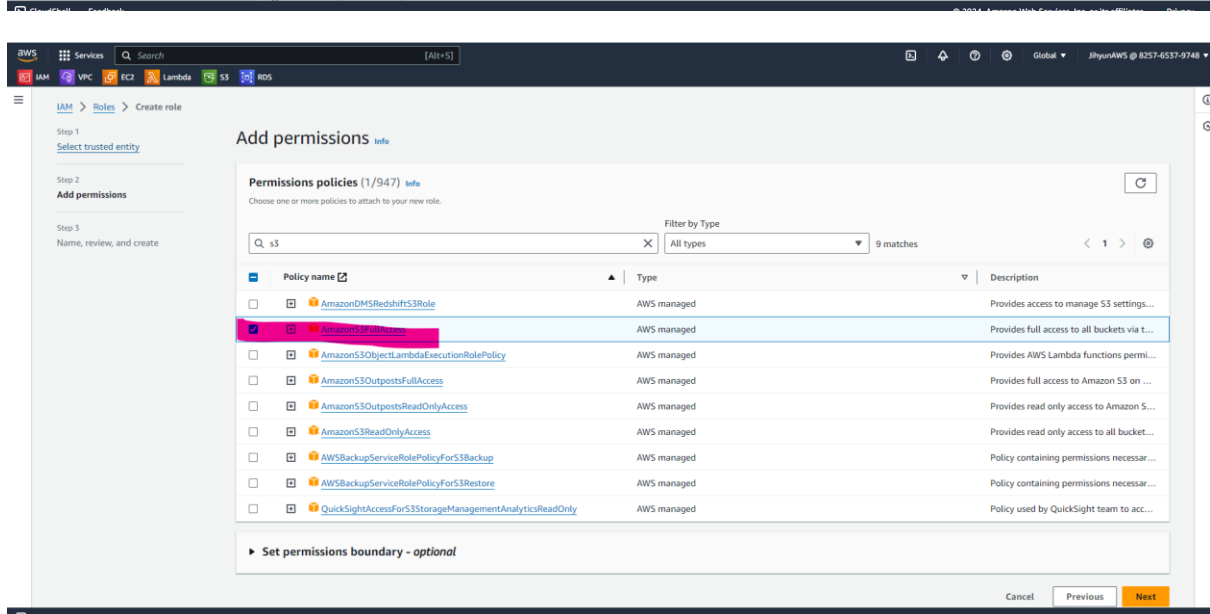 CloudShell Feedback © 2024, Amazon Web Services, Inc. or its affiliates. Privacy
aws Services Search [Alt+S] Global JihyunAWS @ 8257-6537-9748
IAM VPC EC2 Lambda S3 RDS
IAM > Roles > Create role
Step 1
Select trusted entity
Step 2
Add permissions
Step 3
Name, review, and create
Add permissions Info
Permissions policies (1/947) Info
Choose one or more policies to attach to your new role.
Filter by Type
s3 All types 9 matches 1
Policy name Type Description
AmazonDMSRedshiftS3Role AWS managed Provides access to manage S3 settings...
AmazonS3FullAccess AWS managed Provides full access to all buckets via t...
AmazonS3ObjectLambdaExecutionRolePolicy AWS managed Provides AWS Lambda functions permi...
AmazonS3OutpostsFullAccess AWS managed Provides full access to Amazon S3 on ...
AmazonS3OutpostsReadOnlyAccess AWS managed Provides read only access to Amazon S...
AmazonS3ReadOnlyAccess AWS managed Provides read only access to all bucket...
AWSBackupServiceRolePolicyForS3Backup AWS managed Policy containing permissions necessar...
AWSBackupServiceRolePolicyForS3Restore AWS managed Policy containing permissions necessar...
QuickSightAccessForS3StorageManagementAnalyticsReadOnly AWS managed Policy used by QuickSight team to acc...
Set permissions boundary - optional
Cancel Previous Next